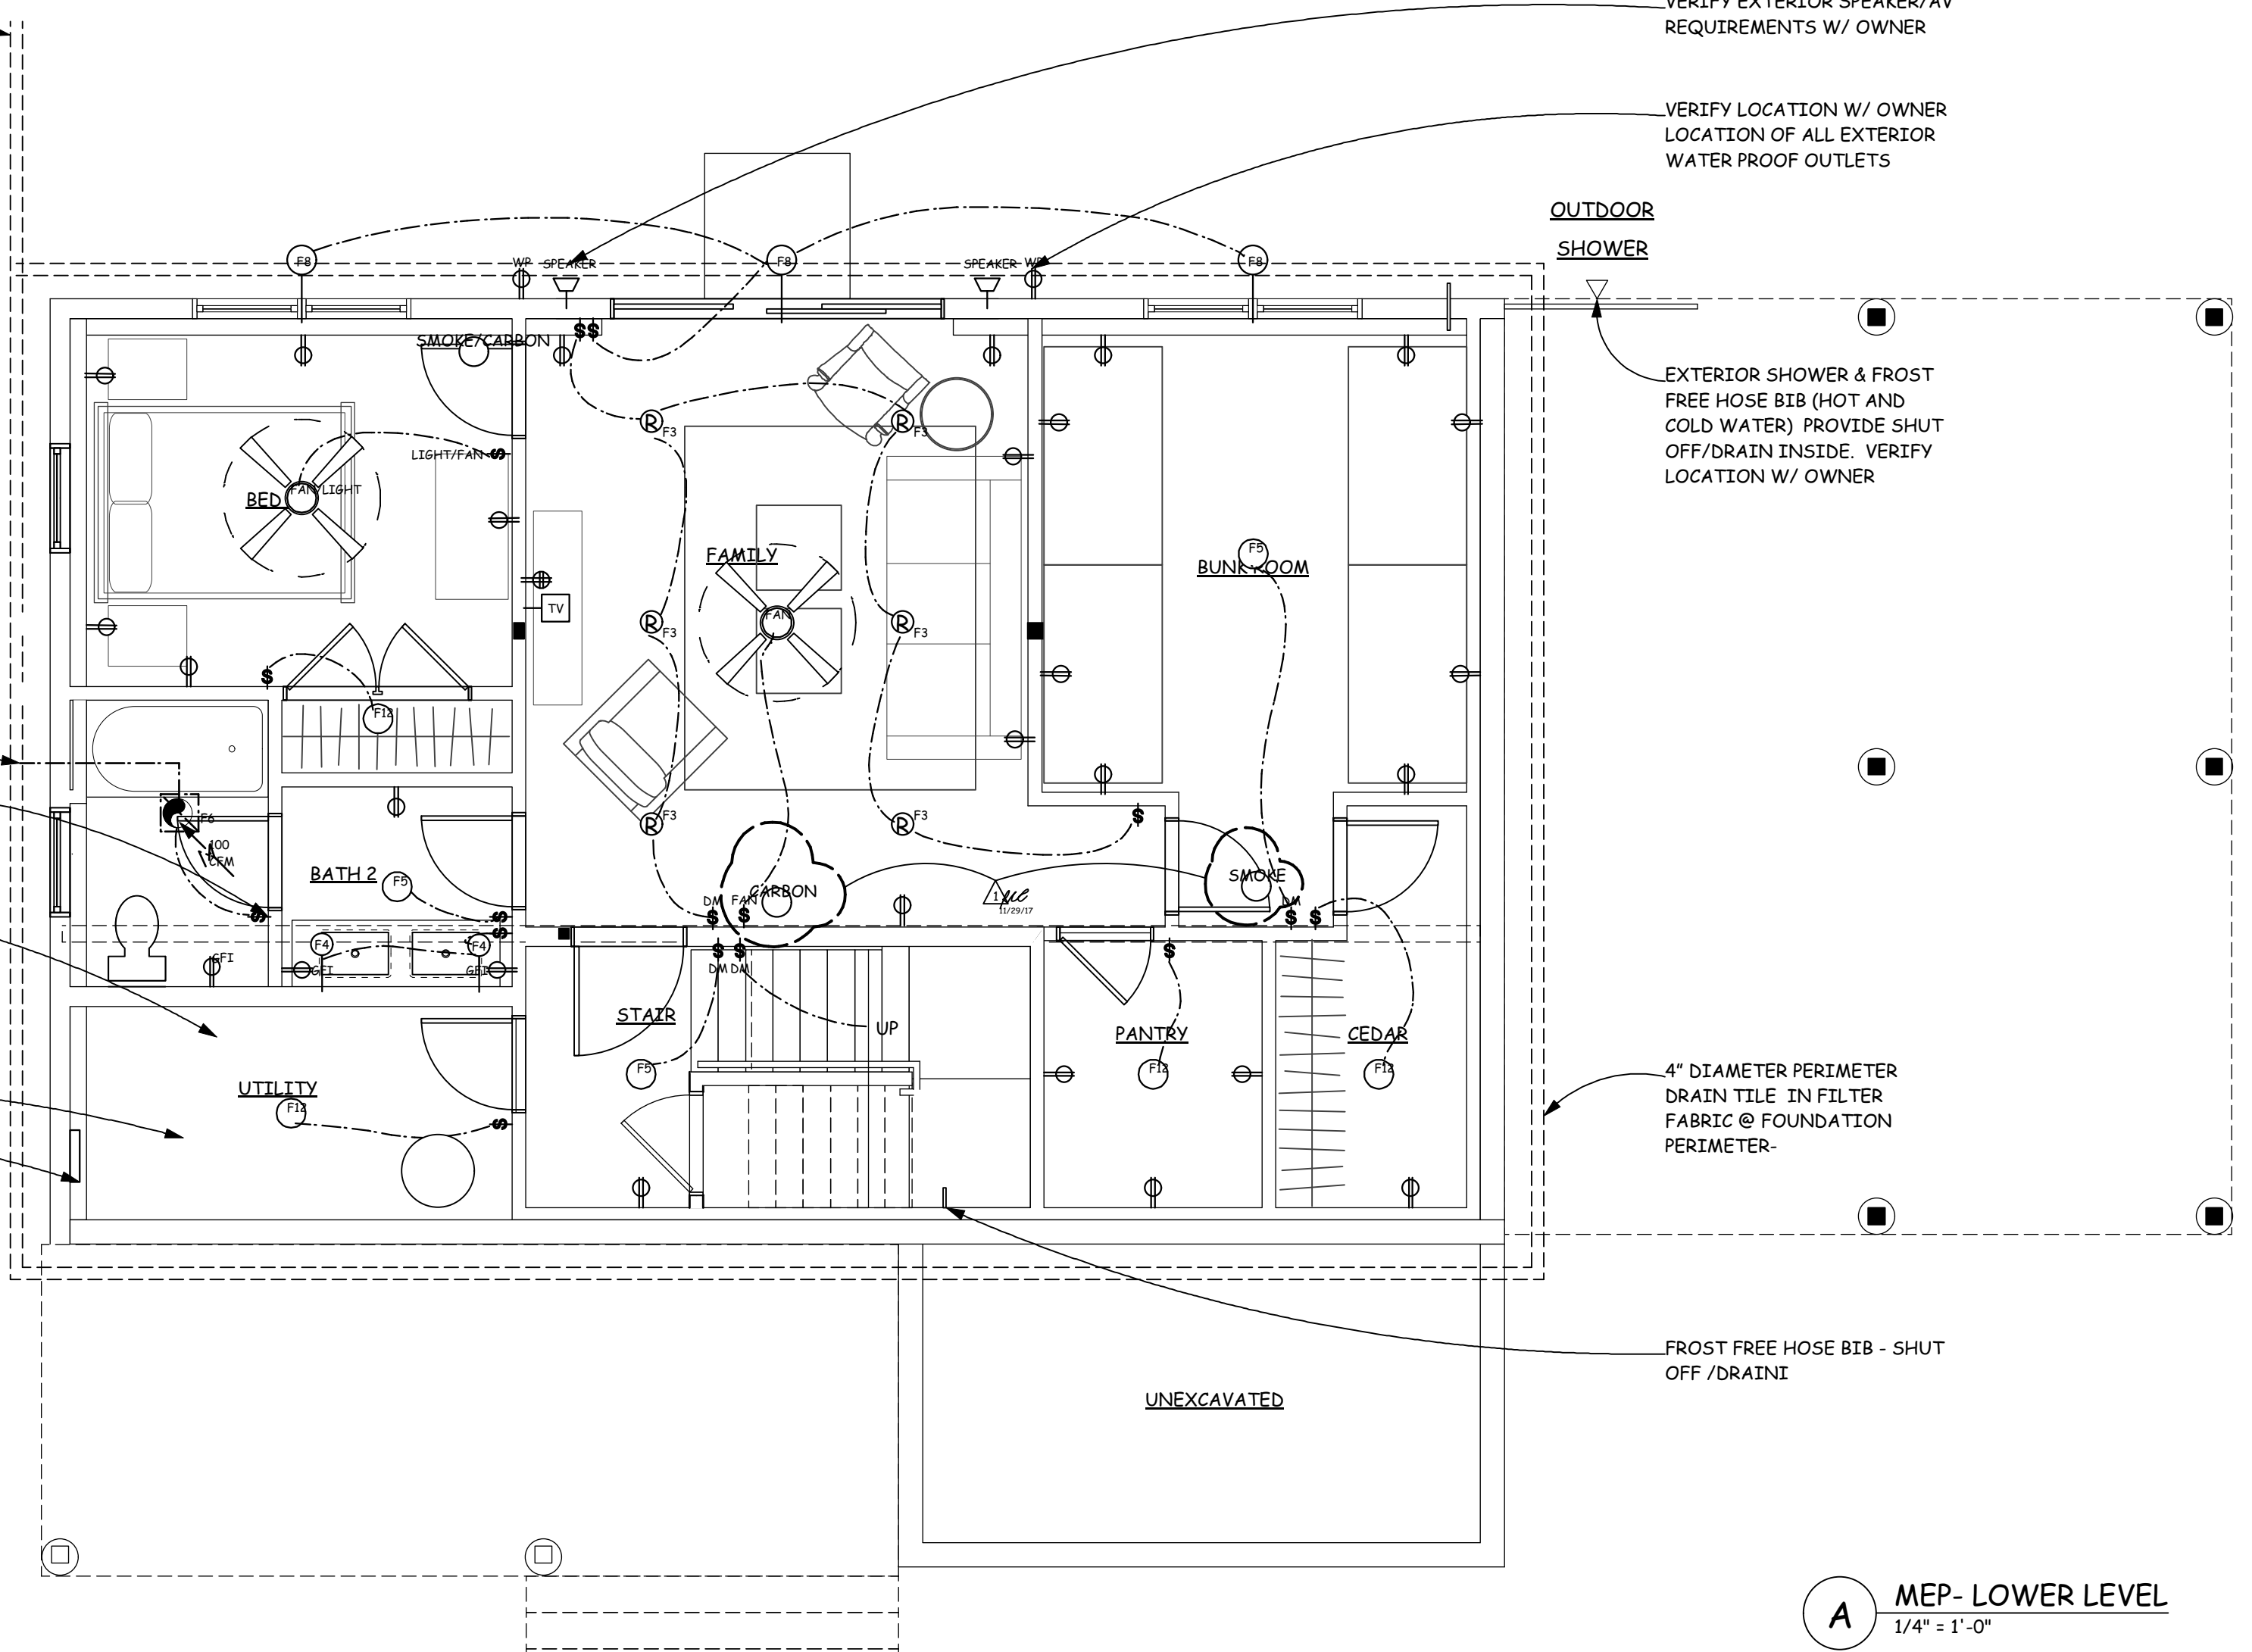 VERIFY EXTERIOR SPEAKER/AV
REQUIREMENTS W/ OWNER
VERIFY LOCATION W/ OWNER
LOCATION OF ALL EXTERIOR
WATER PROOF OUTLETS
OUTDOOR
SHOWER
F8
WP
SPEAKER
F8
SPEAKER
WP
F8
SMOKE/CARBON
EXTERIOR SHOWER & FROST
FREE HOSE BIB (HOT AND
COLD WATER) PROVIDE SHUT
OFF/DRAIN INSIDE. VERIFY
LOCATION W/ OWNER
R F3
R F3
LIGHT/FAN $
$$
BED
FAN/LIGHT
FAMILY
F5
BUNKROOM
TV
FAN
R F3
R F3
$
F12
F6
100
CFM
R F3
R F3
$
BATH 2
F5
CARBON
SMOKE
1
11/29/17
DM
FAN
DM
$
$
$
$
$
$
$
$
F4
F4
GFI
GFI
GFI
$
$
DM
DM
$
STAIR
UP
PANTRY
CEDAR
F5
F12
F12
UTILITY
F12
$
4" DIAMETER PERIMETER
DRAIN TILE IN FILTER
FABRIC @ FOUNDATION
PERIMETER-
FROST FREE HOSE BIB - SHUT
OFF /DRAINI
UNEXCAVATED
A
MEP- LOWER LEVEL
1/4" = 1'-0"